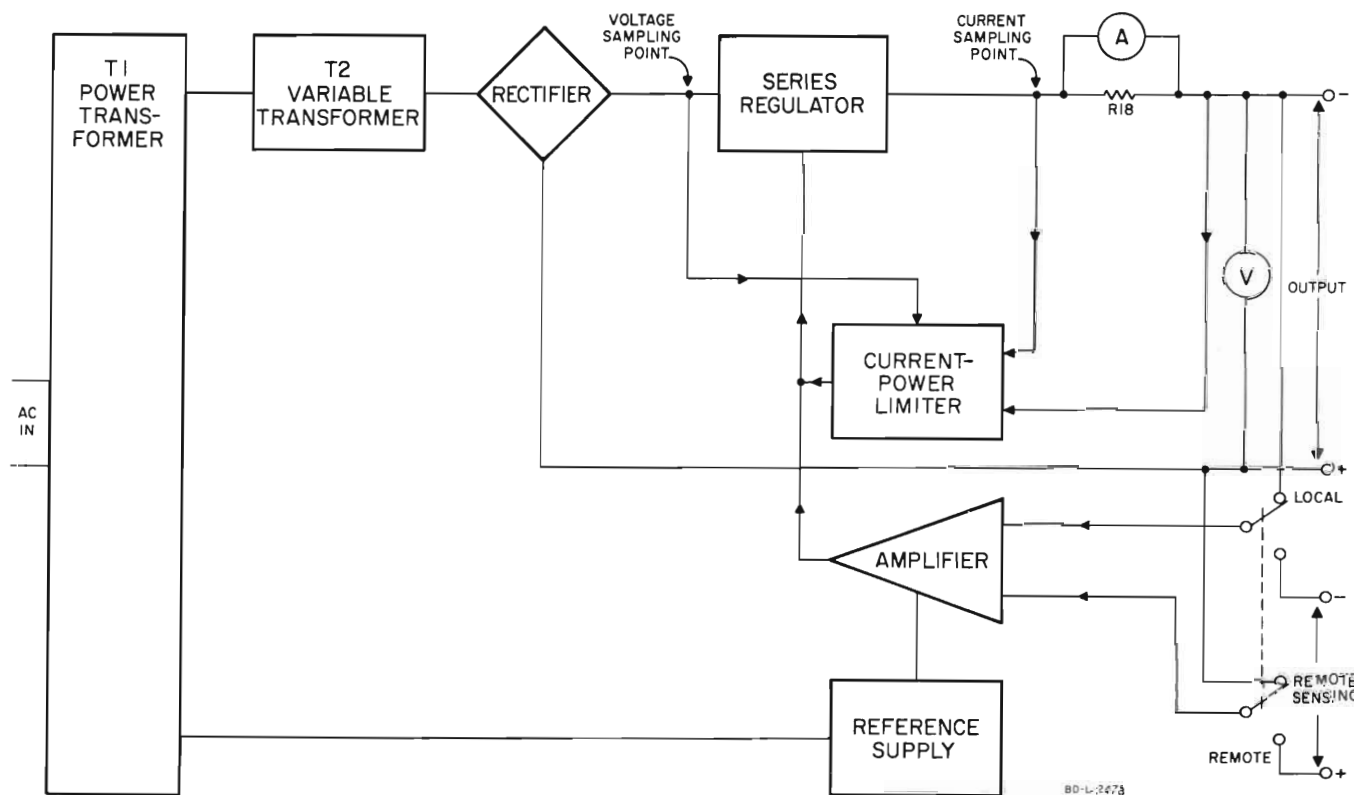 T1
POWER
TRANS-
FORMER
T2
VARIABLE
TRANSFORMER
RECTIFIER
VOLTAGE
SAMPLING
POINT
SERIES
REGULATOR
CURRENT
SAMPLING
POINT
A
R18
-
V
OUTPUT
CURRENT-
POWER
LIMITER
AC
IN
+
LOCAL
AMPLIFIER
-
REMOTE
SENSING
REFERENCE
SUPPLY
REMOTE
+